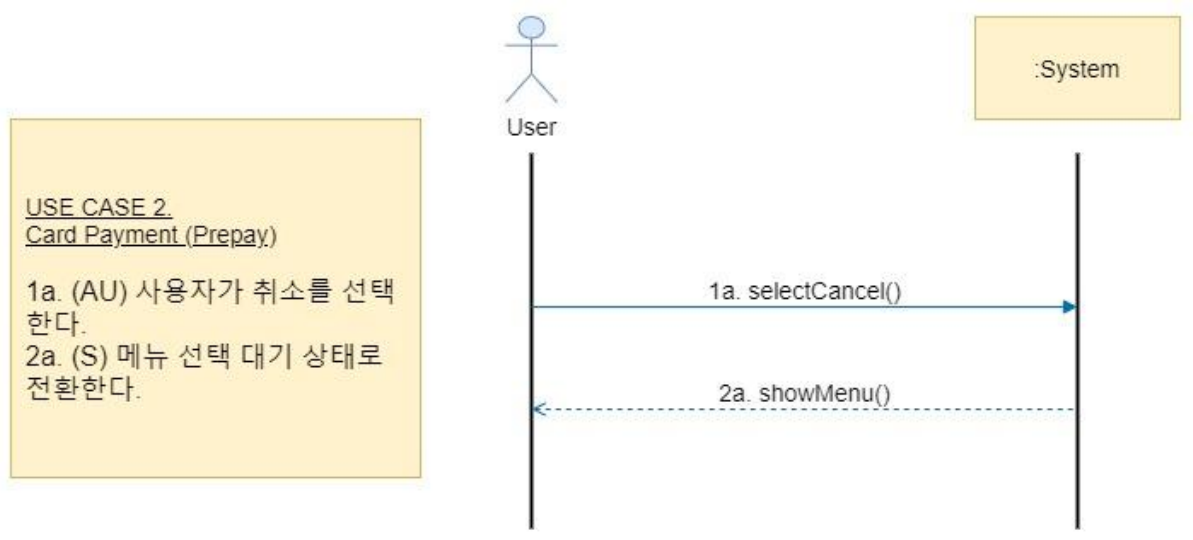 User
:System
USE CASE 2.
Card Payment (Prepay)
1a. (AU) 사용자가 취소를 선택
한다.
2a. (S) 메뉴 선택 대기 상태로
전환한다.
1a. selectCancel()
2a. showMenu()